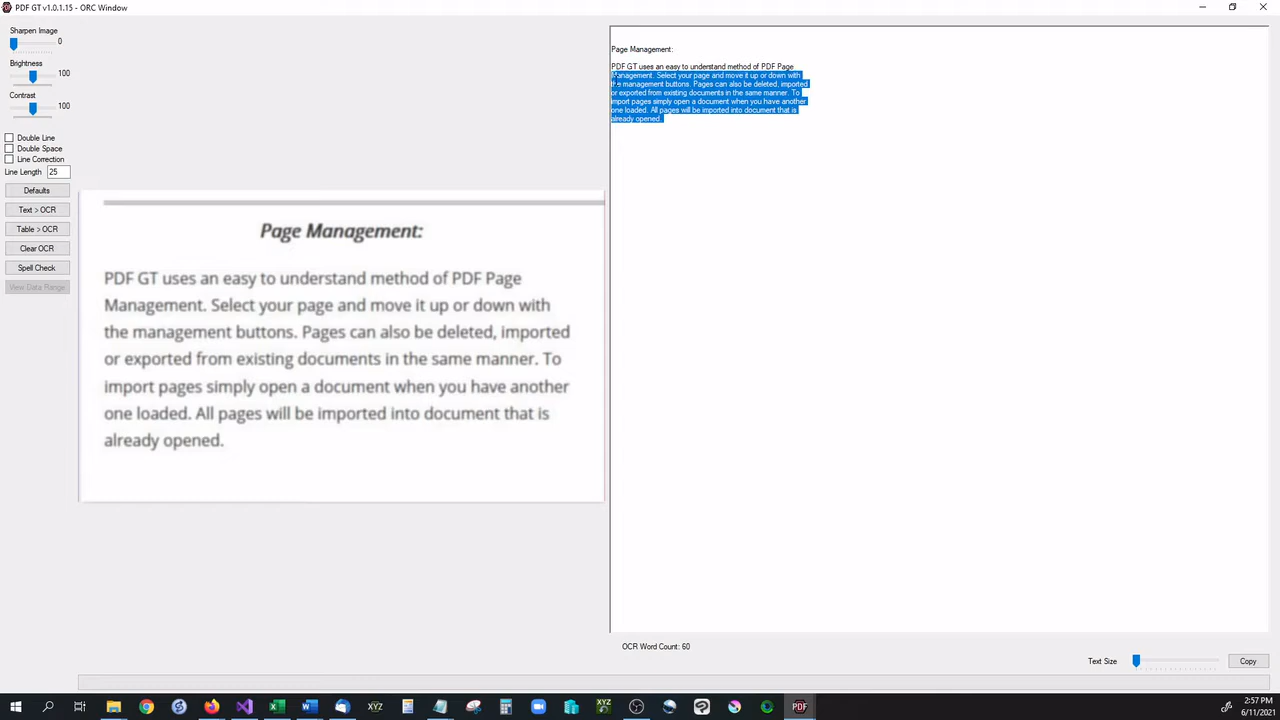 PDF GT v1.0.1.15 - ORC Window
Sharpen Image
0
Brightness
100
Contrast
100
Double Line
Double Space
Line Correction
Line Length 25
Defaults
Text > OCR
Table > OCR
Clear OCR
Spell Check
View Data Range
Page Management:
PDF GT uses an easy to understand method of PDF Page
Management. Select your page and move it up or down with
the management buttons. Pages can also be deleted, imported
or exported from existing documents in the same manner. To
import pages simply open a document when you have another
one loaded. All pages will be imported into document that is
already opened.
Page Management:
PDF GT uses an easy to understand method of PDF Page
Management. Select your page and move it up or down with
the management buttons. Pages can also be deleted, imported
or exported from existing documents in the same manner. To
import pages simply open a document when you have another
one loaded. All pages will be imported into document that is
already opened.
OCR Word Count: 60
Text Size
Copy
XYZ
XYZ
PDF
2:57 PM
6/11/2021